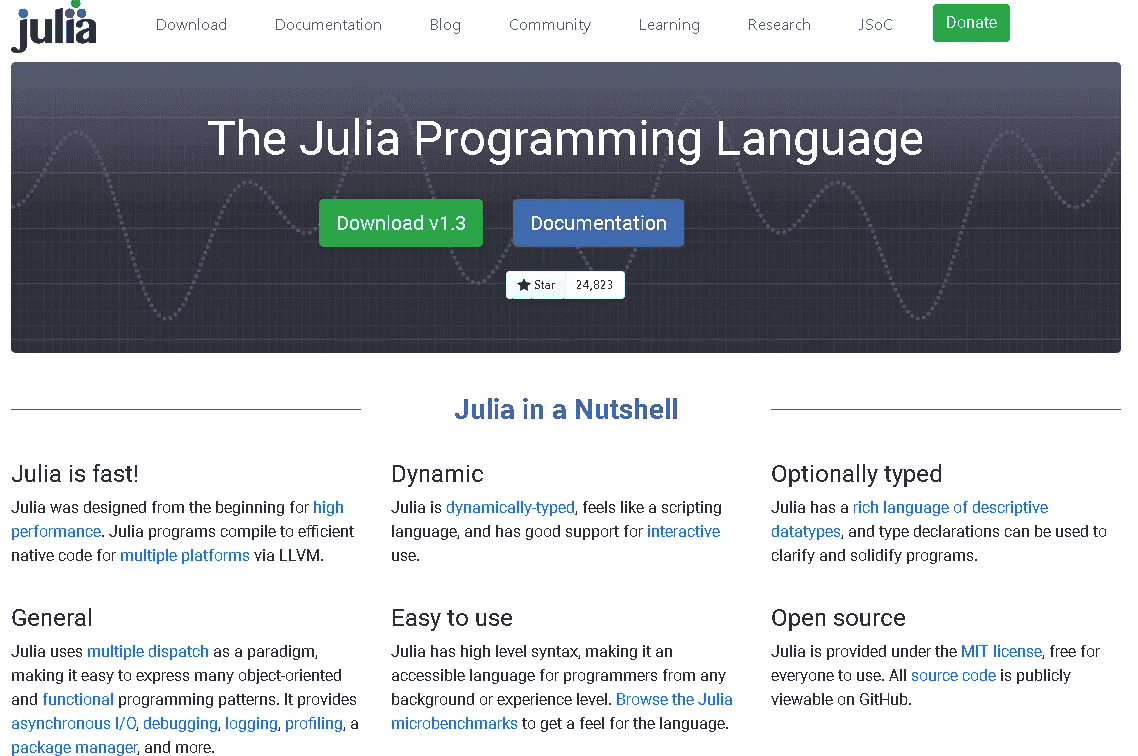 julia
Download Documentation Blog Community Learning Research JSoC Donate
The Julia Programming Language
Download v1.3 Documentation
Star 24,823
Julia in a Nutshell
Julia is fast!
Julia was designed from the beginning for high
performance. Julia programs compile to efficient
native code for multiple platforms via LLVM.
Dynamic
Julia is dynamically-typed, feels like a scripting
language, and has good support for interactive
use.
Optionally typed
Julia has a rich language of descriptive
datatypes, and type declarations can be used to
clarify and solidify programs.
General
Julia uses multiple dispatch as a paradigm,
making it easy to express many object-oriented
and functional programming patterns. It provides
asynchronous I/O, debugging, logging, profiling, a
package manager, and more.
Easy to use
Julia has high level syntax, making it an
accessible language for programmers from any
background or experience level. Browse the Julia
microbenchmarks to get a feel for the language.
Open source
Julia is provided under the MIT license, free for
everyone to use. All source code is publicly
viewable on GitHub.